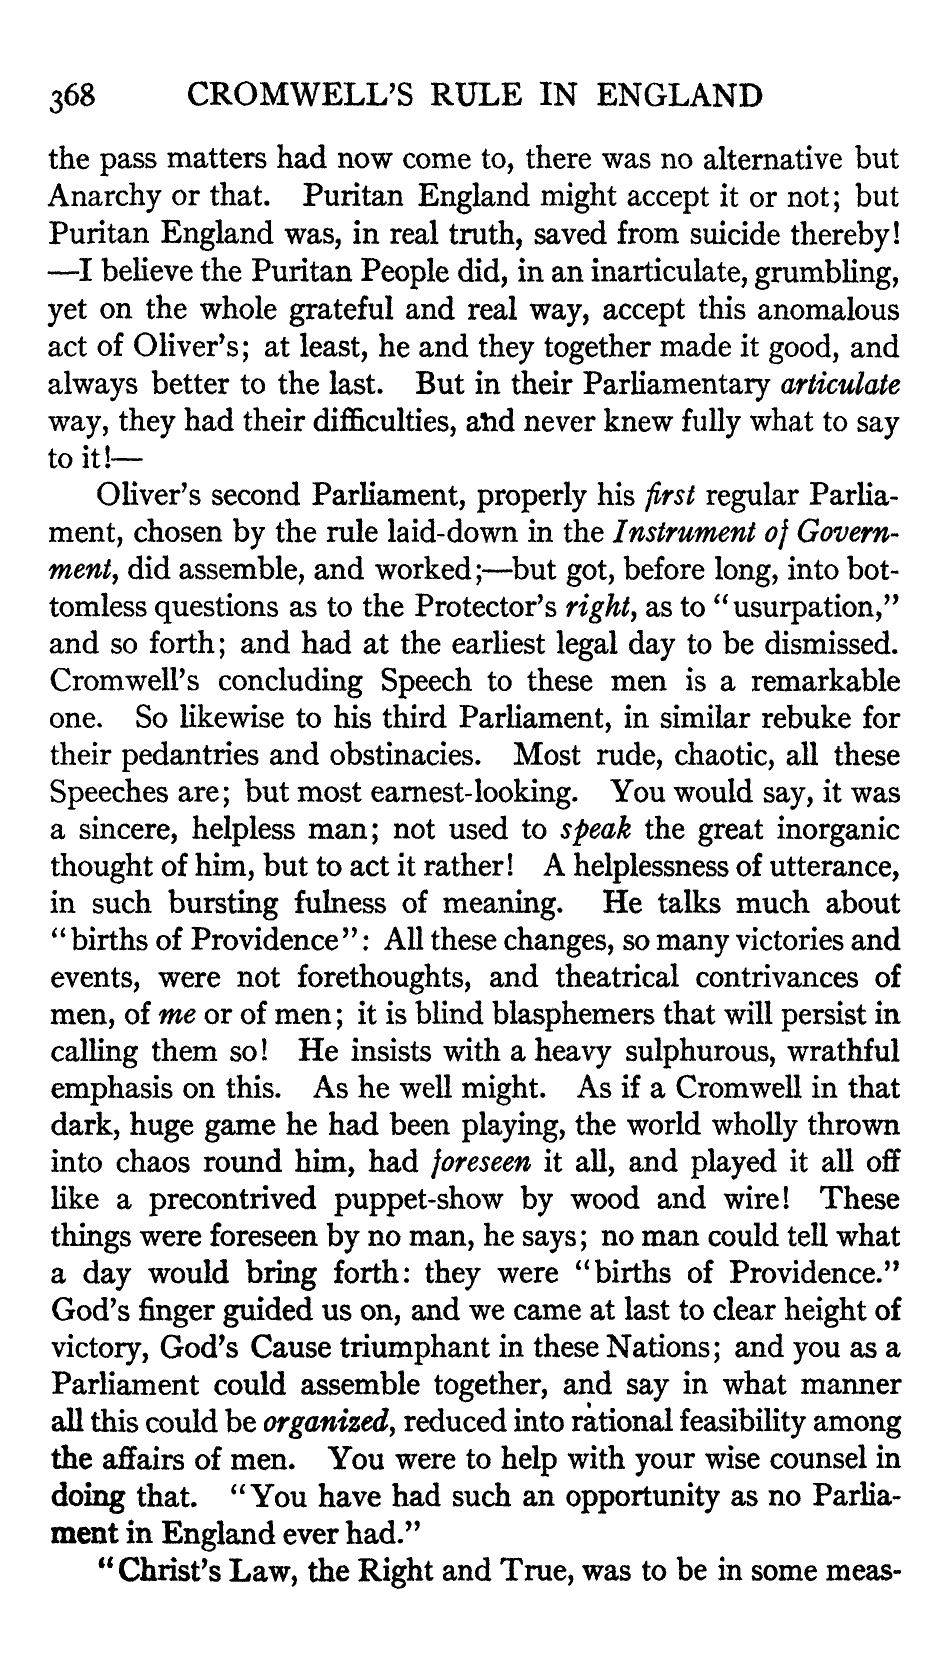 368 CROMWELL'S RULE IN ENGLAND
the pass matters had now come to, there was no alternative but
Anarchy or that. Puritan England might accept it or not; but
Puritan England was, in real truth, saved from suicide thereby!
—I believe the Puritan People did, in an inarticulate, grumbling,
yet on the whole grateful and real way, accept this anomalous
act of Oliver's; at least, he and they together made it good, and
always better to the last. But in their Parliamentary articulate
way, they had their difficulties, and never knew fully what to say
to it!—
Oliver's second Parliament, properly his first regular Parlia-
ment, chosen by the rule laid-down in the Instrument of Govern-
ment, did assemble, and worked;—but got, before long, into bot-
tomless questions as to the Protector's right, as to "usurpation,"
and so forth; and had at the earliest legal day to be dismissed.
Cromwell's concluding Speech to these men is a remarkable
one. So likewise to his third Parliament, in similar rebuke for
their pedantries and obstinacies. Most rude, chaotic, all these
Speeches are; but most earnest-looking. You would say, it was
a sincere, helpless man; not used to speak the great inorganic
thought of him, but to act it rather! A helplessness of utterance,
in such bursting fulness of meaning. He talks much about
"births of Providence": All these changes, so many victories and
events, were not forethoughts, and theatrical contrivances of
men, of me or of men; it is blind blasphemers that will persist in
calling them so! He insists with a heavy sulphurous, wrathful
emphasis on this. As he well might. As if a Cromwell in that
dark, huge game he had been playing, the world wholly thrown
into chaos round him, had foreseen it all, and played it all off
like a precontrived puppet-show by wood and wire! These
things were foreseen by no man, he says; no man could tell what
a day would bring forth: they were "births of Providence."
God's finger guided us on, and we came at last to clear height of
victory, God's Cause triumphant in these Nations; and you as a
Parliament could assemble together, and say in what manner
all this could be organized, reduced into rational feasibility among
the affairs of men. You were to help with your wise counsel in
doing that. "You have had such an opportunity as no Parlia-
ment in England ever had."
"Christ's Law, the Right and True, was to be in some meas-